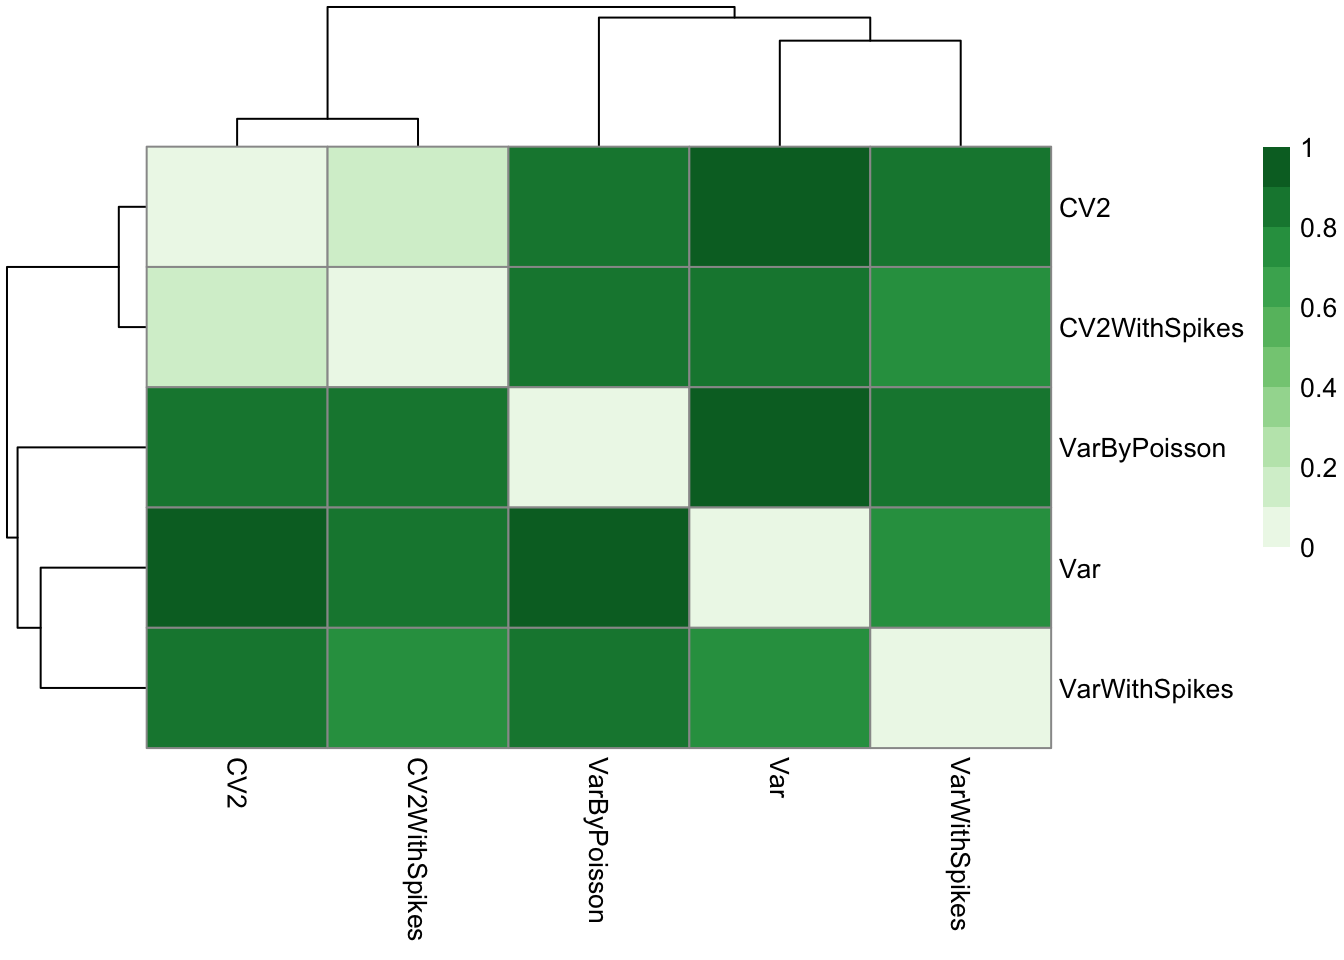 CV2
CV2WithSpikes
VarByPoisson
Var
VarWithSpikes
1
0.8
0.6
0.4
0.2
0
CV2
CV2WithSpikes
VarByPoisson
Var
VarWithSpikes